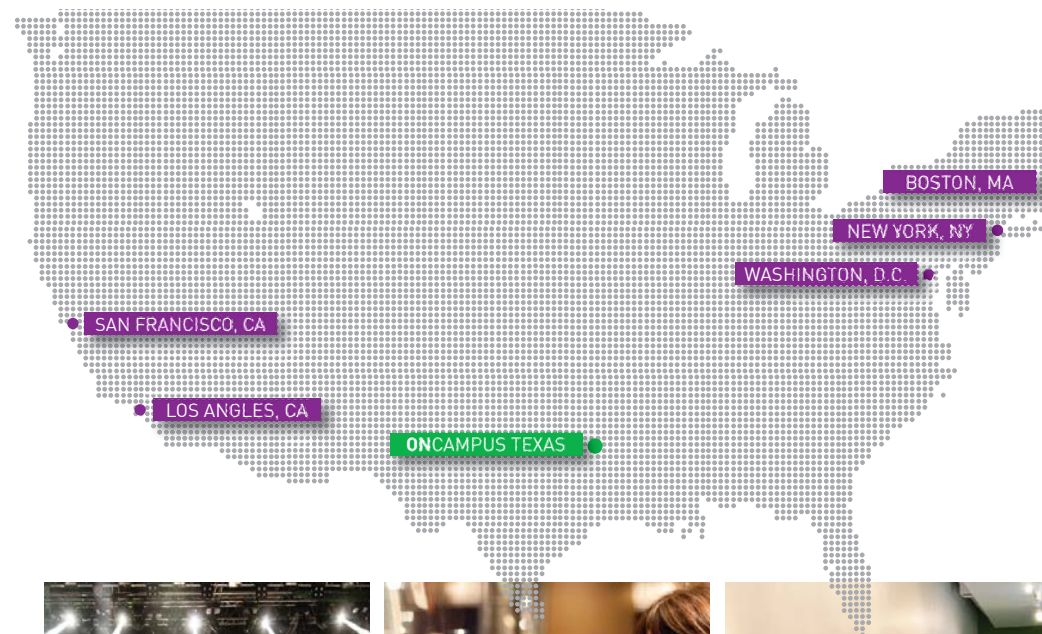 BOSTON, MA
NEW YORK, NY
WASHINGTON, D.C.
SAN FRANCISCO, CA
LOS ANGLES, CA
ONCAMPUS TEXAS